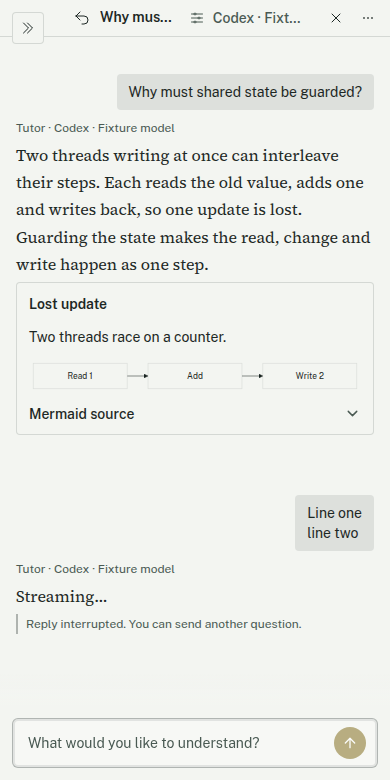 Why mus...
Codex · Fixt...
Why must shared state be guarded?
Tutor · Codex · Fixture model
Two threads writing at once can interleave
their steps. Each reads the old value, adds one
and writes back, so one update is lost.
Guarding the state makes the read, change and
write happen as one step.
Lost update
Two threads race on a counter.
Read 1
Add
Write 2
Mermaid source
Line one
line two
Tutor · Codex · Fixture model
Streaming...
Reply interrupted. You can send another question.
What would you like to understand?